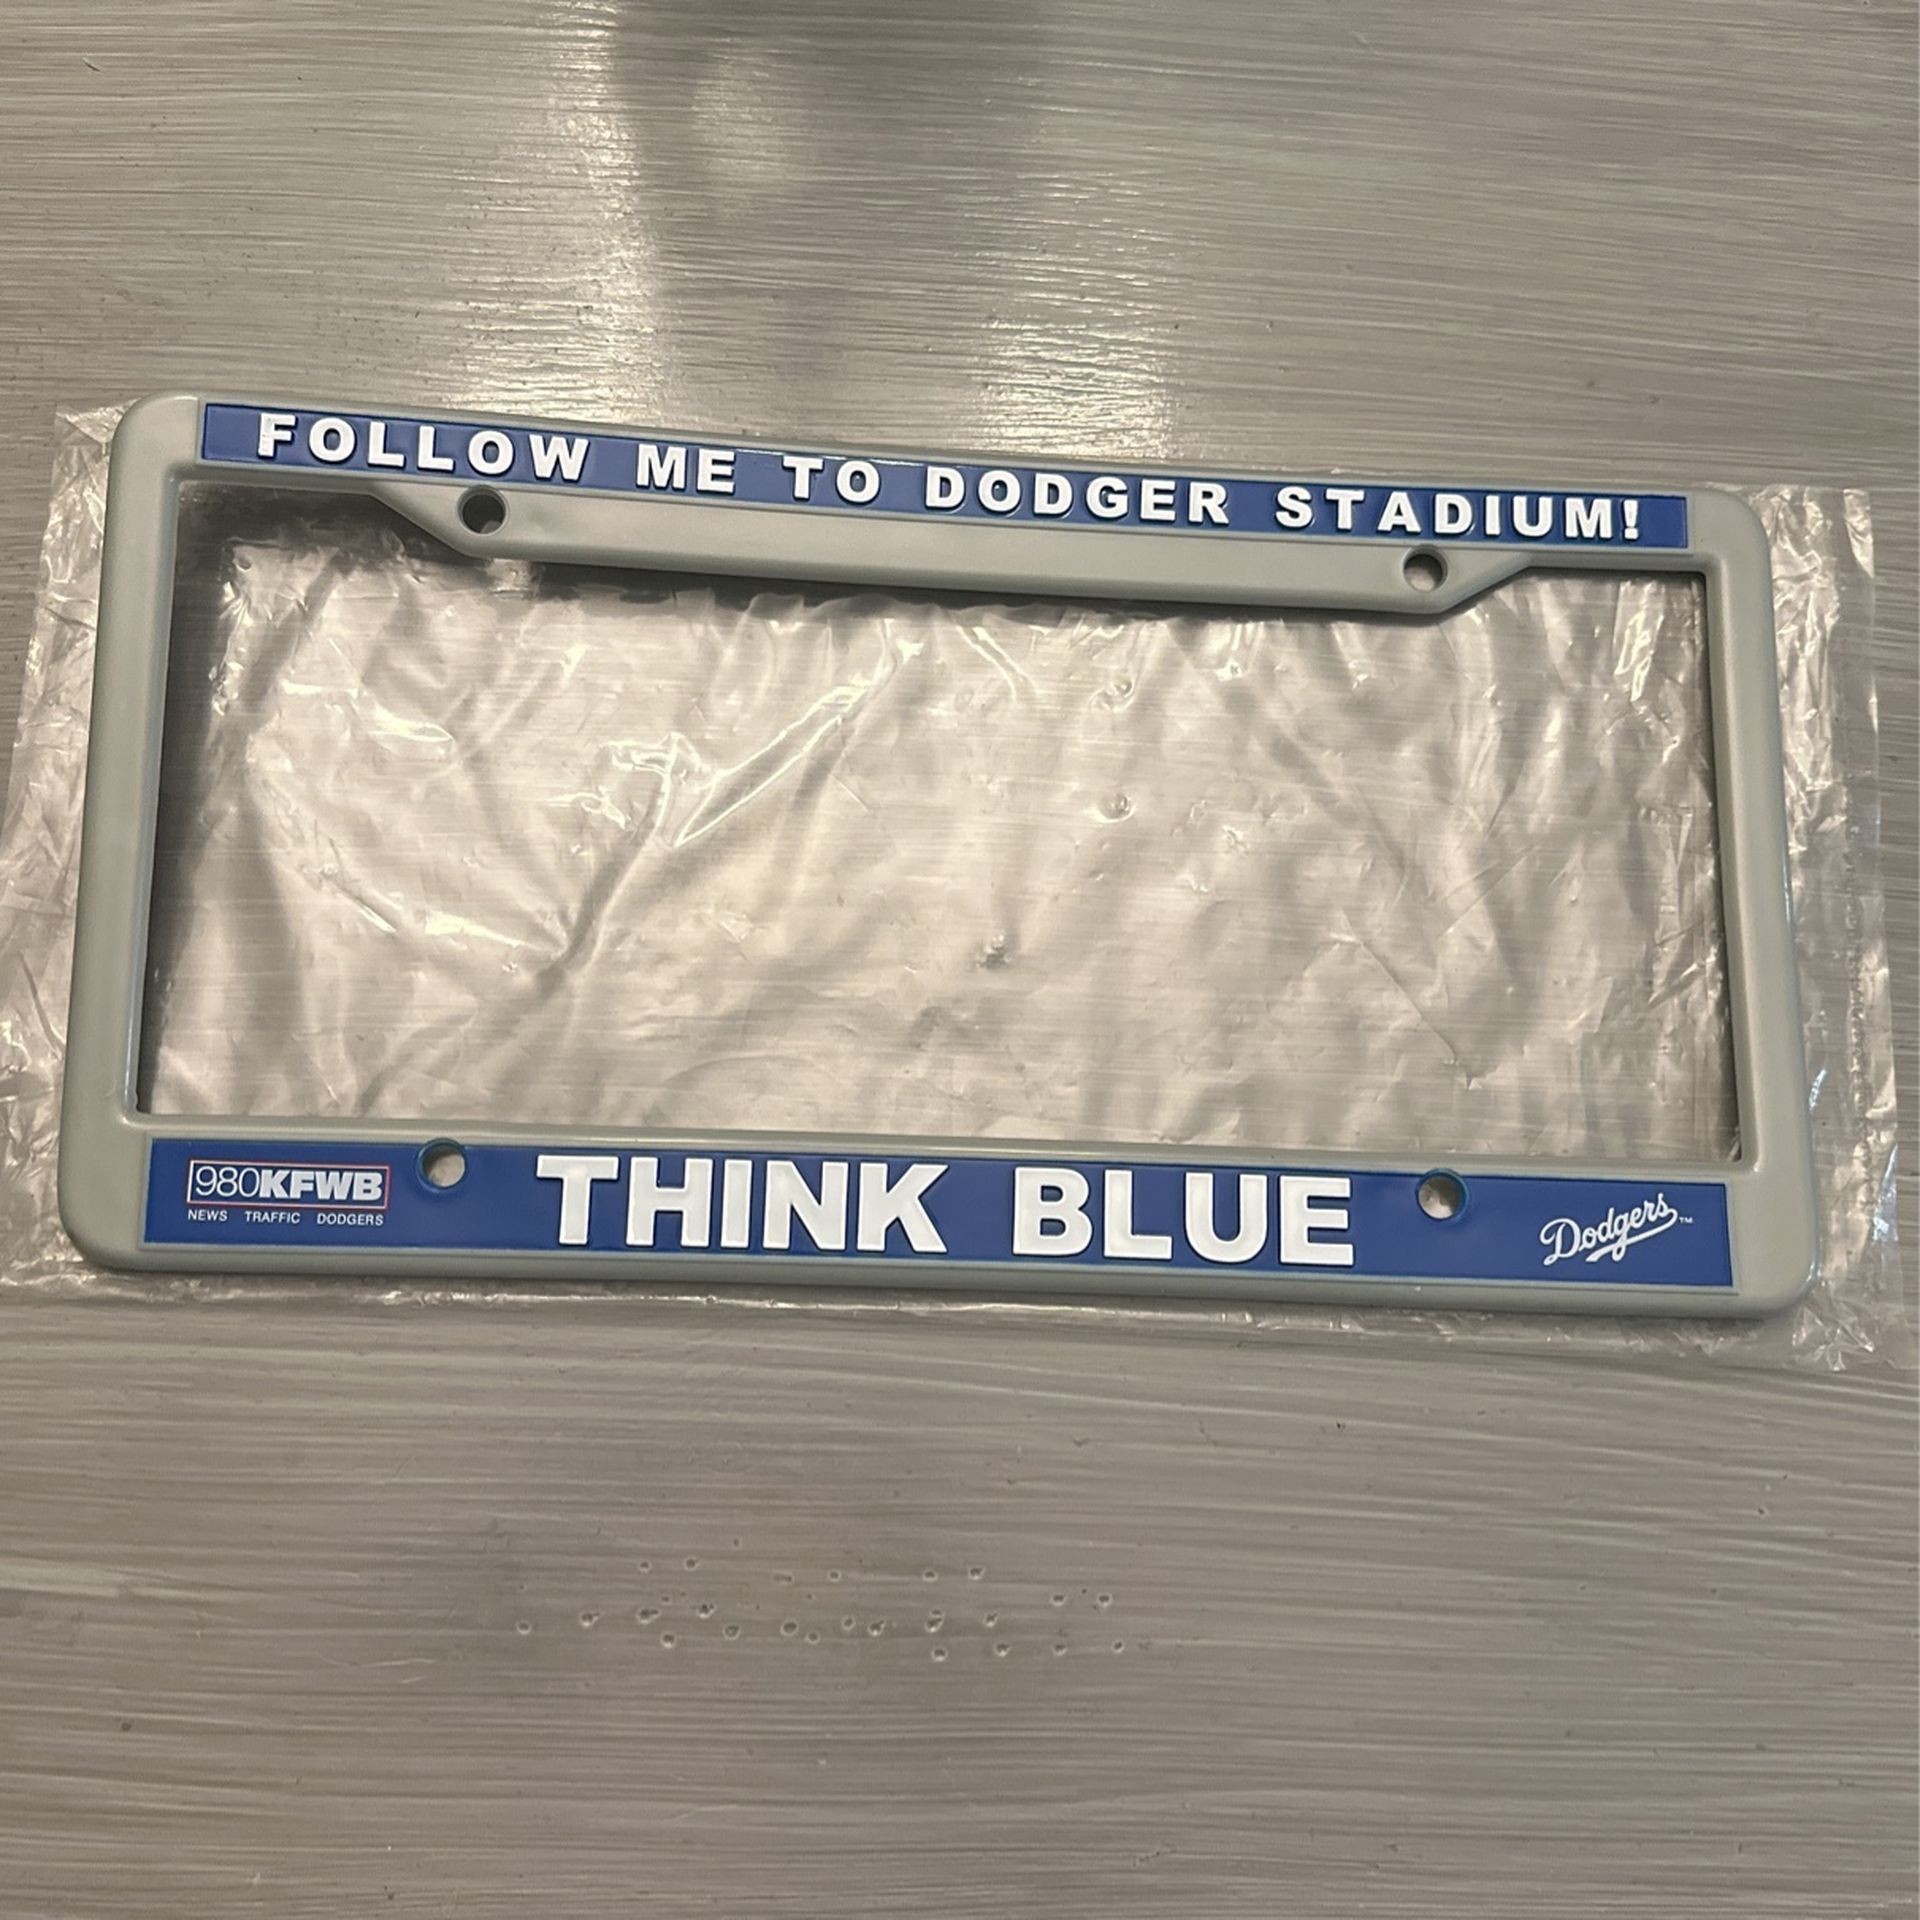 FOLLOW ME TO DODGER STADIUM!
980KFWB
NEWS TRAFFIC DODGERS
THINK BLUE
Dodgers™